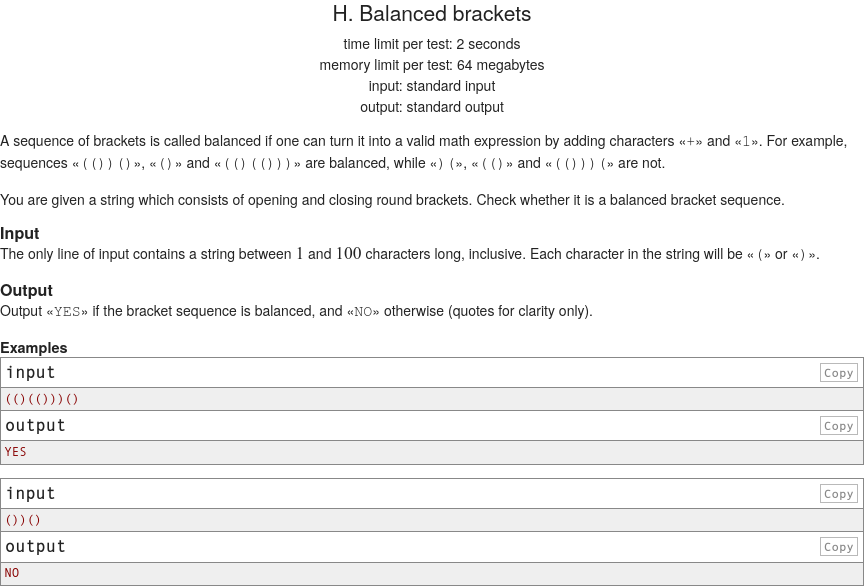 H. Balanced brackets
time limit per test: 2 seconds
memory limit per test: 64 megabytes
input: standard input
output: standard output
A sequence of brackets is called balanced if one can turn it into a valid math expression by adding characters «+» and «1». For example,
sequences «(())()», «()» and «(()(()))» are balanced, while «)(», «(()» and «(()))(» are not.
You are given a string which consists of opening and closing round brackets. Check whether it is a balanced bracket sequence.
Input
The only line of input contains a string between 1 and 100 characters long, inclusive. Each character in the string will be «(» or «)».
Output
Output «YES» if the bracket sequence is balanced, and «NO» otherwise (quotes for clarity only).
Examples
input Copy
(()(()))()
output Copy
YES
input Copy
())()
output Copy
NO